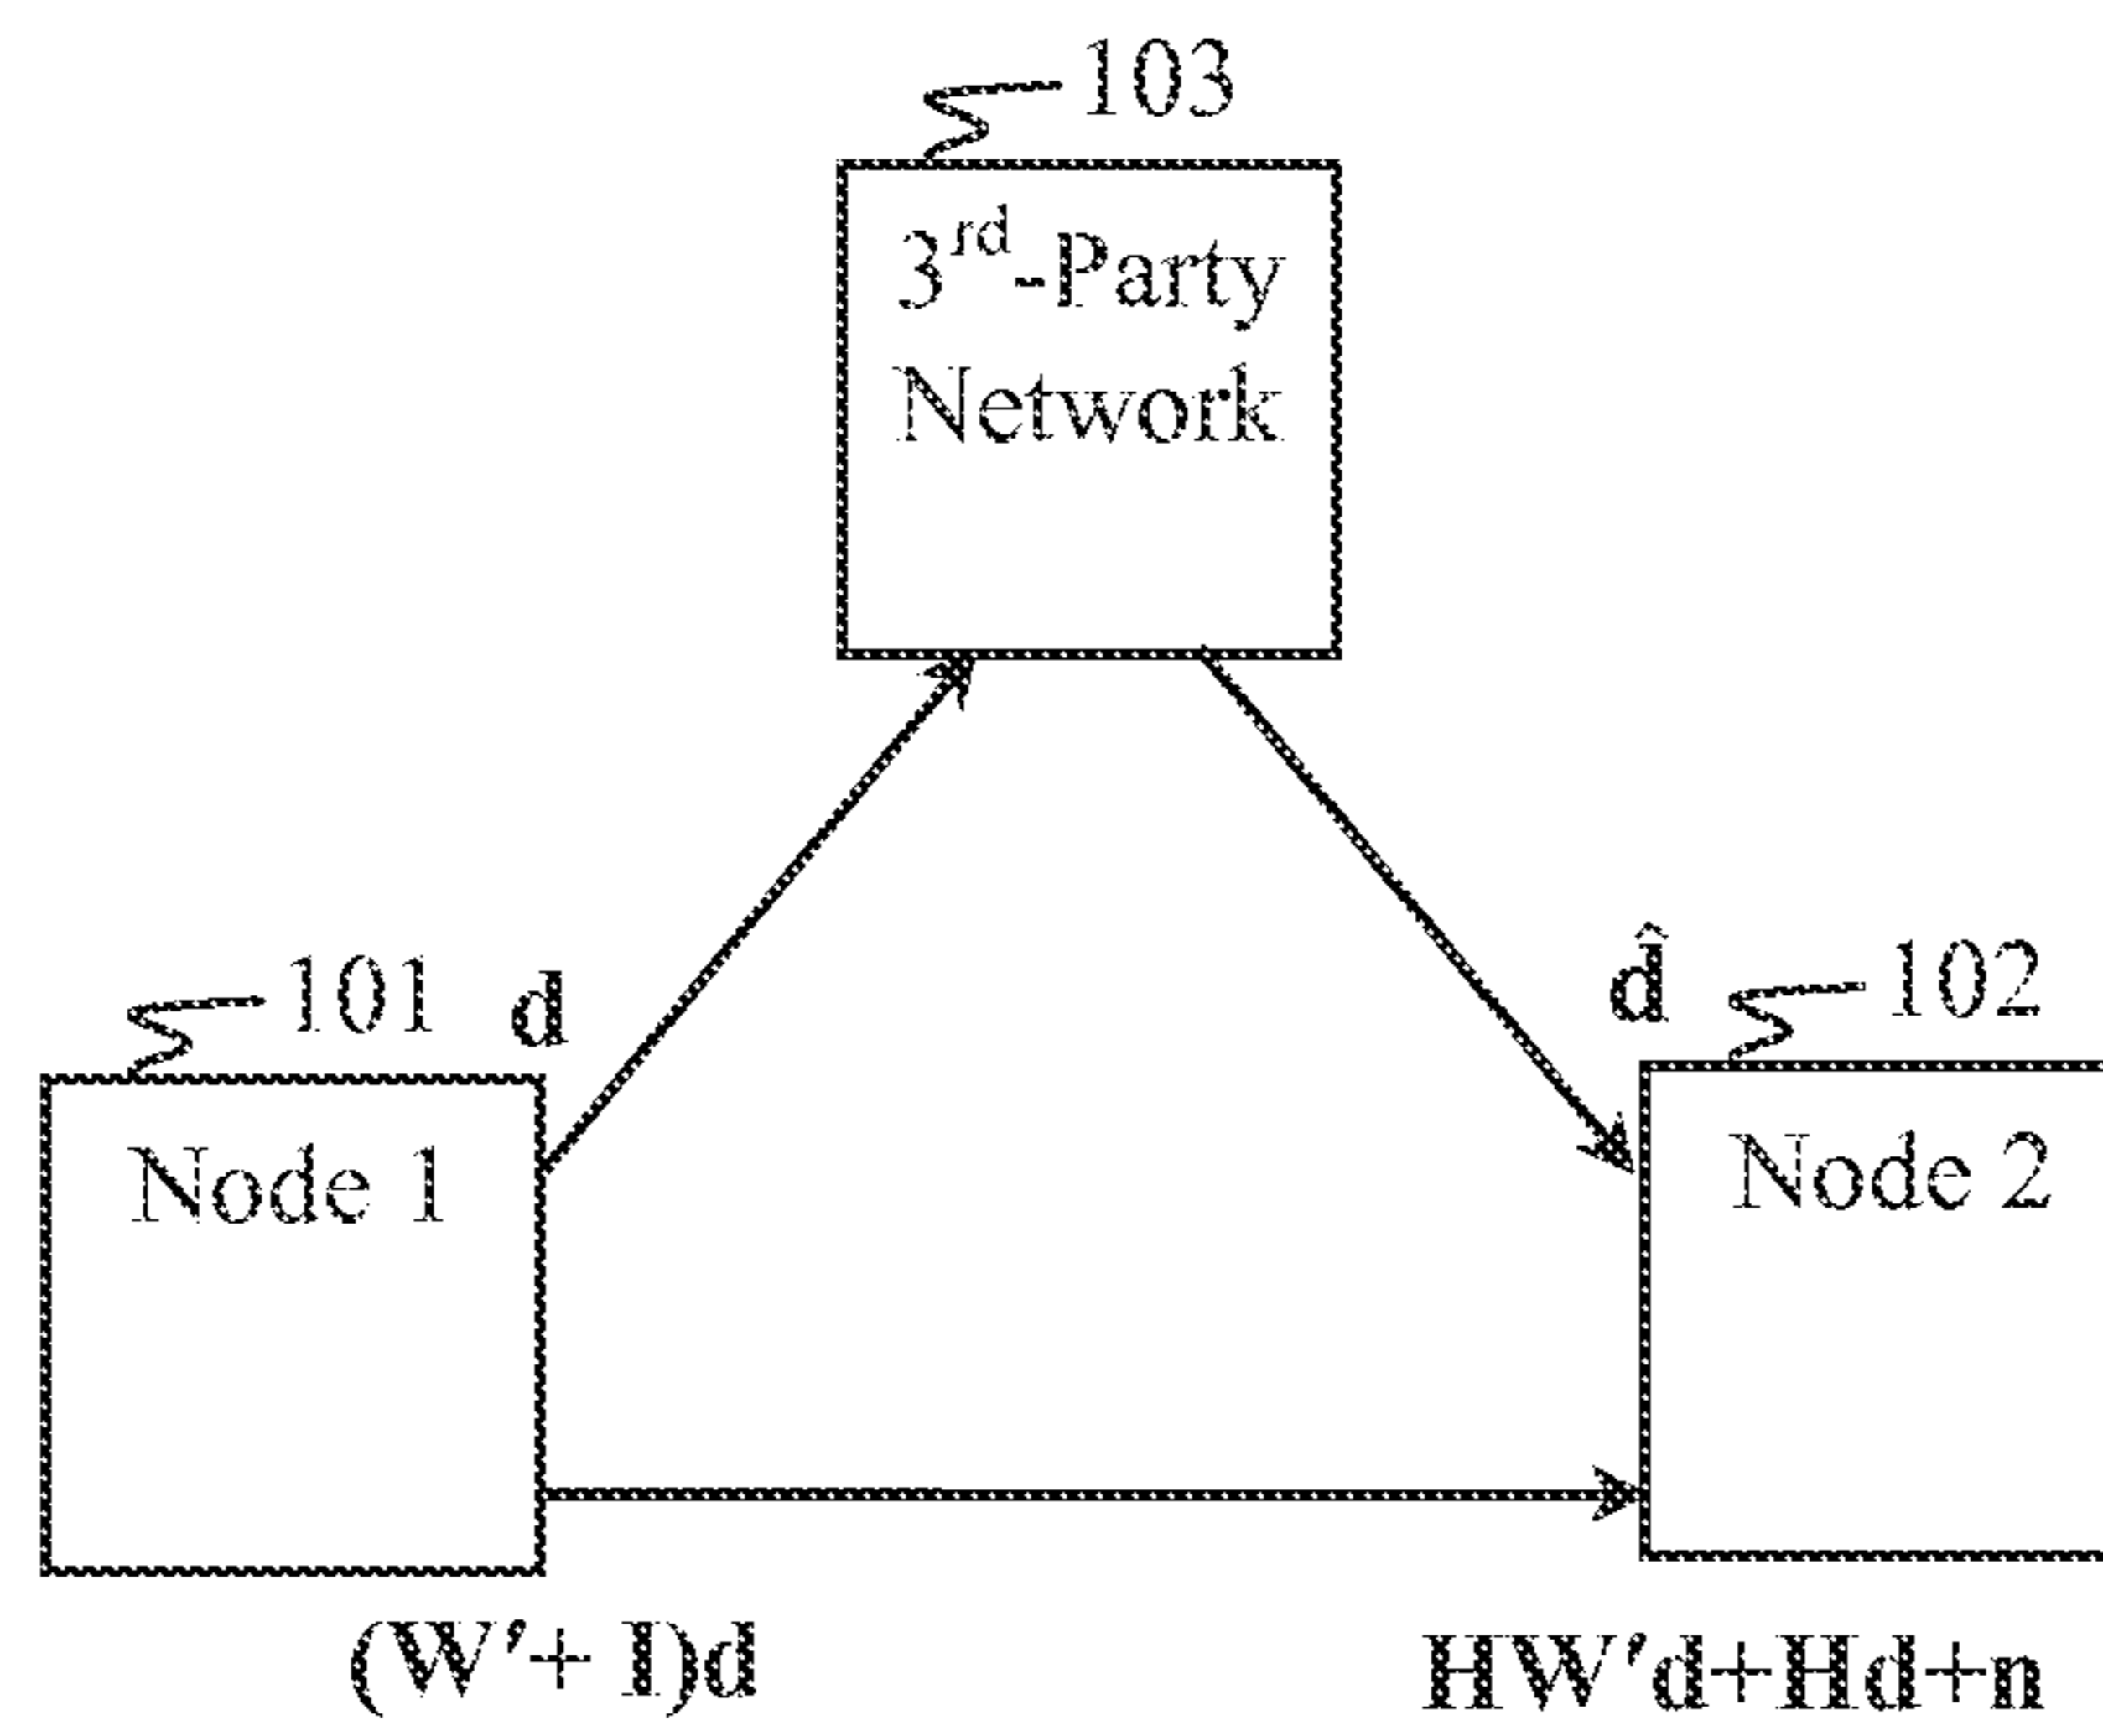 103
3rd-Party
Network
101
d
d̂
102
Node 1
Node 2
(W′+ I)d
HW′d+Hd+n